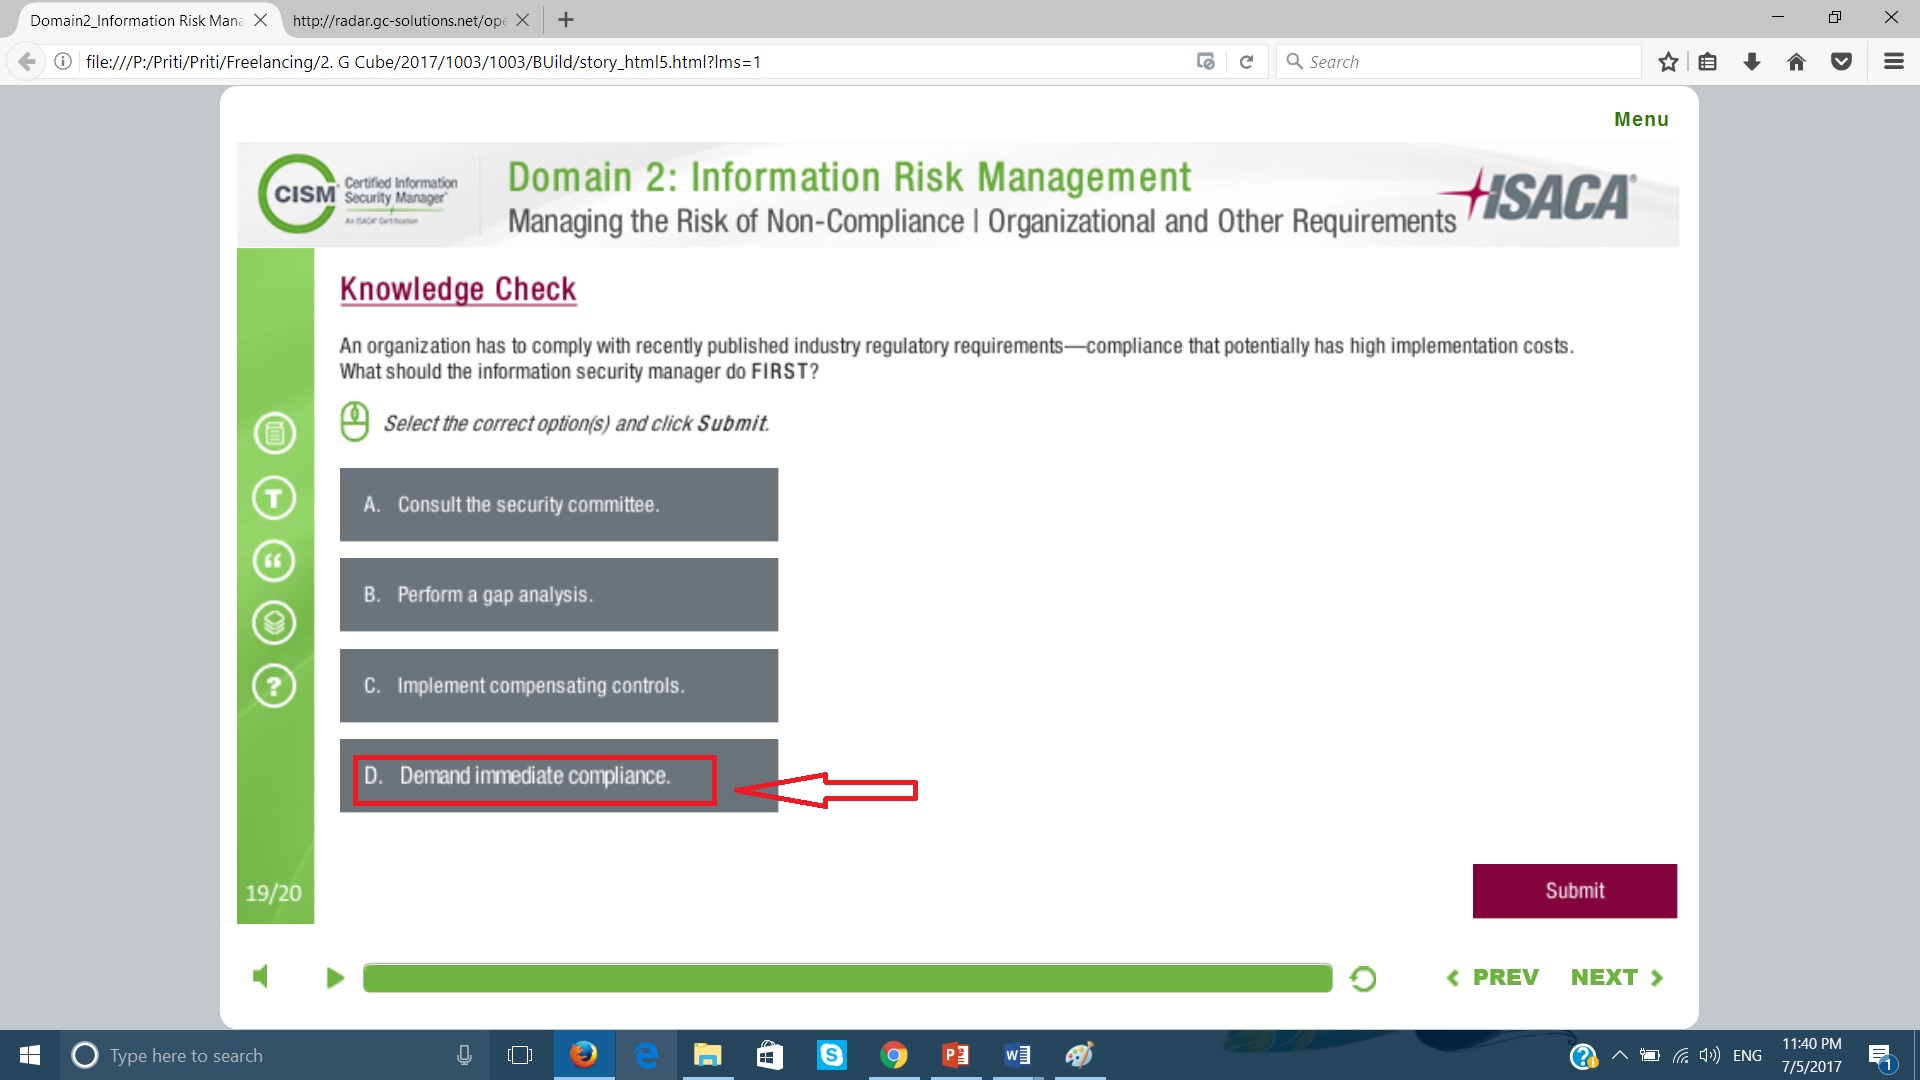 Domain2_Information Risk Mana
http://radar.gc-solutions.net/ope
file:///P:/Priti/Priti/Freelancing/2. G Cube/2017/1003/1003/BUild/story_html5.html?lms=1
Search
Menu
CISM Certified Information Security Manager®
An ISACA® Certification
Domain 2: Information Risk Management
Managing the Risk of Non-Compliance | Organizational and Other Requirements
ISACA®
Knowledge Check
An organization has to comply with recently published industry regulatory requirements—compliance that potentially has high implementation costs.
What should the information security manager do FIRST?
Select the correct option(s) and click Submit.
A. Consult the security committee.
B. Perform a gap analysis.
C. Implement compensating controls.
D. Demand immediate compliance.
19/20
Submit
PREV
NEXT
Type here to search
ENG
11:40 PM
7/5/2017
1